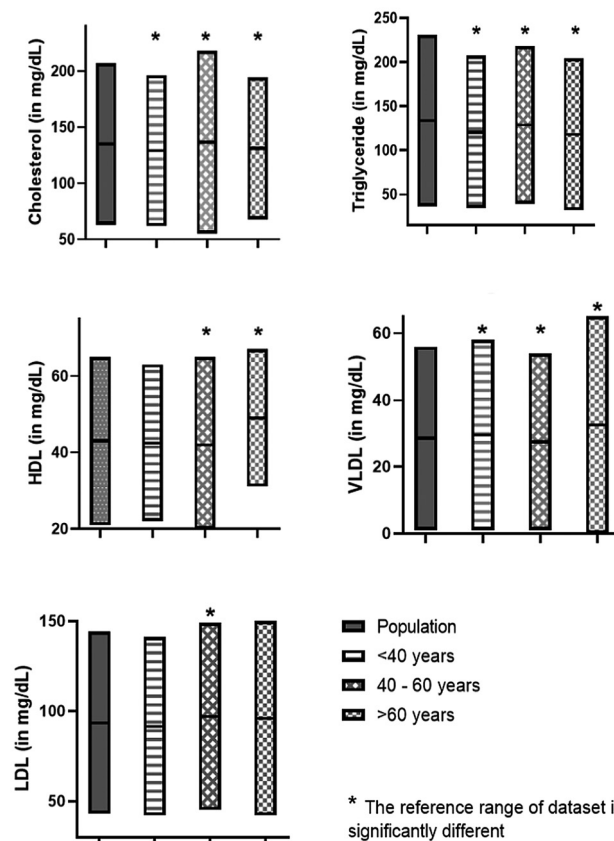 * * *
200
150
100
50
Cholesterol (in mg/dL)
* * *
250
200
150
100
50
Triglyceride (in mg/dL)
* *
60
40
20
HDL (in mg/dL)
* * *
60
40
20
0
VLDL (in mg/dL)
*
150
100
50
LDL (in mg/dL)
Population
<40 years
40 - 60 years
>60 years
* The reference range of dataset i
significantly different